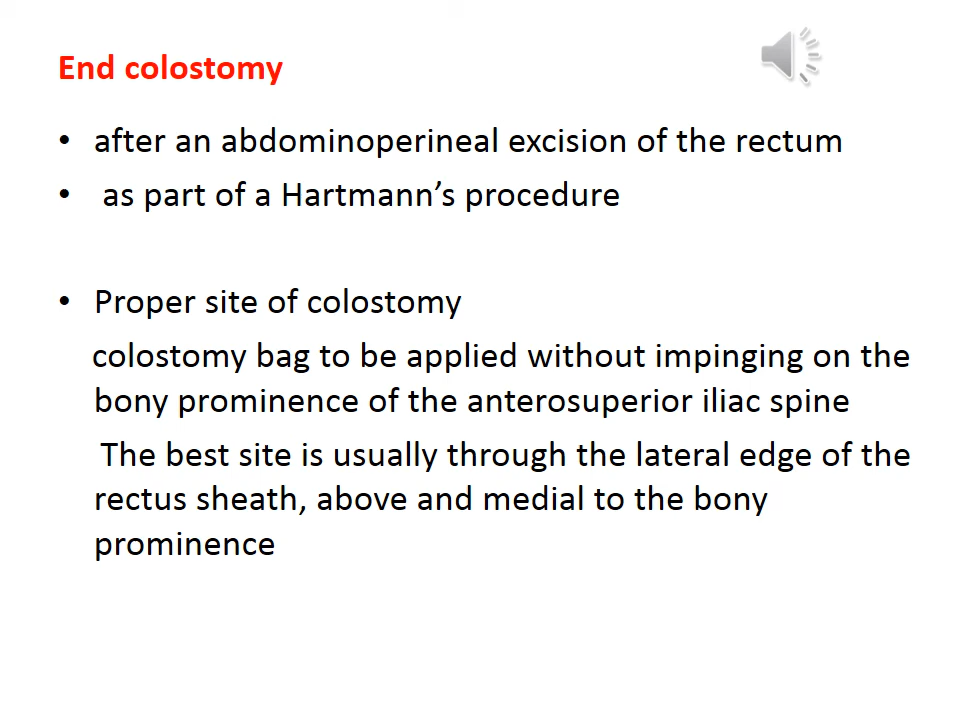 End colostomy
• after an abdominoperineal excision of the rectum
• as part of a Hartmann’s procedure
• Proper site of colostomy
colostomy bag to be applied without impinging on the
bony prominence of the anterosuperior iliac spine
The best site is usually through the lateral edge of the
rectus sheath, above and medial to the bony
prominence